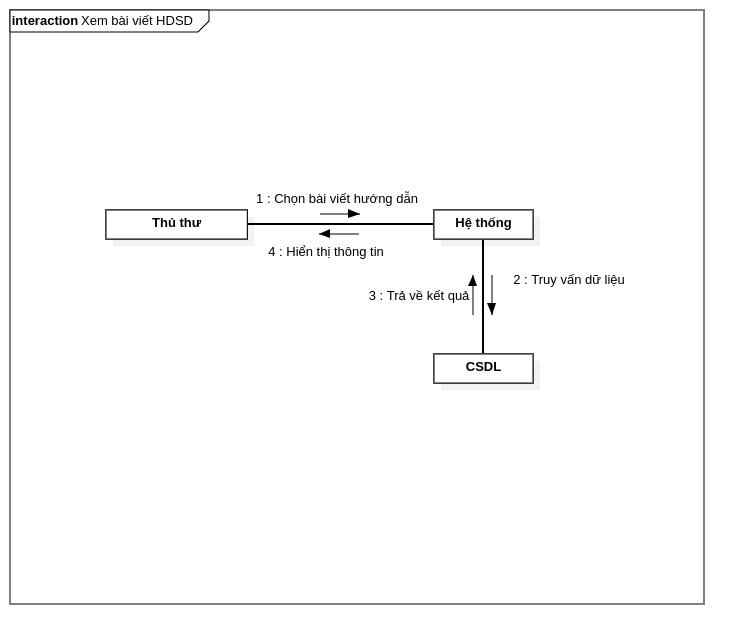 interaction Xem bài viết HDSD
1 : Chọn bài viết hướng dẫn
Thủ thư
Hệ thống
4 : Hiển thị thông tin
2 : Truy vấn dữ liệu
3 : Trả về kết quả
CSDL